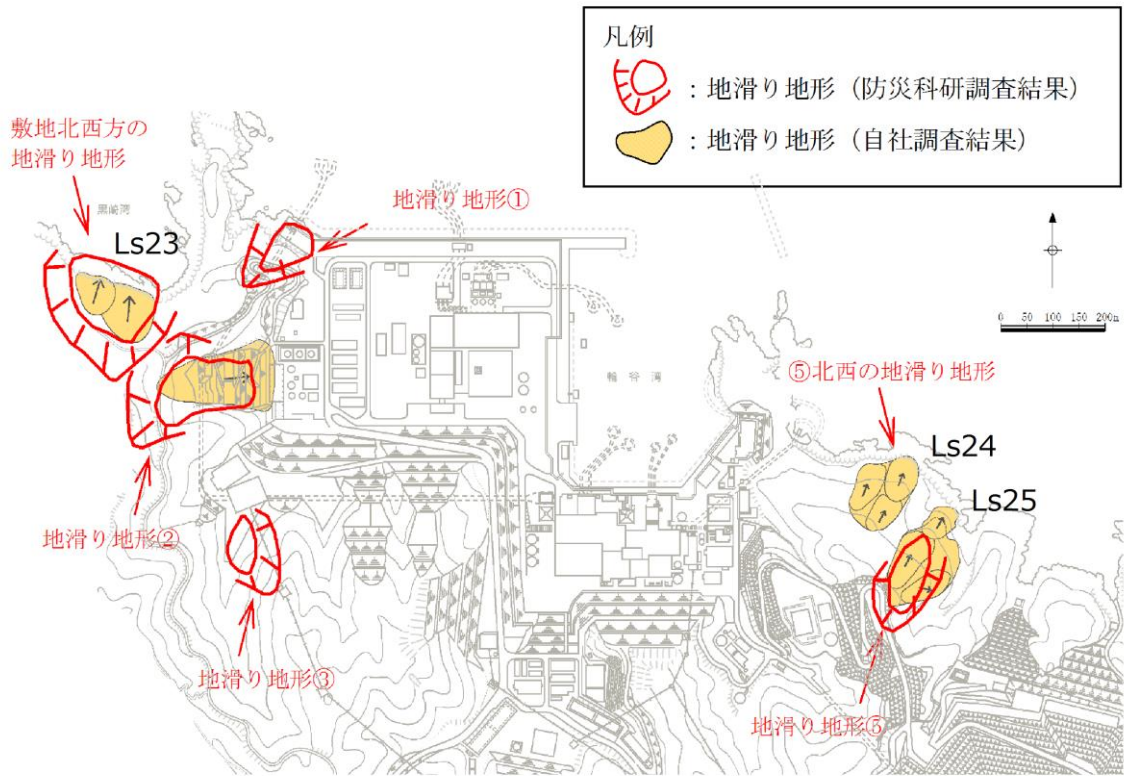 凡例
：地滑り地形（防災科研調査結果）
：地滑り地形（自社調査結果）
敷地北西方の
地滑り地形
黒崎湾
Ls23
地滑り地形①
0 50 100 150 200m
輪谷湾
⑤北西の地滑り地形
Ls24
Ls25
地滑り地形②
地滑り地形③
地滑り地形⑤